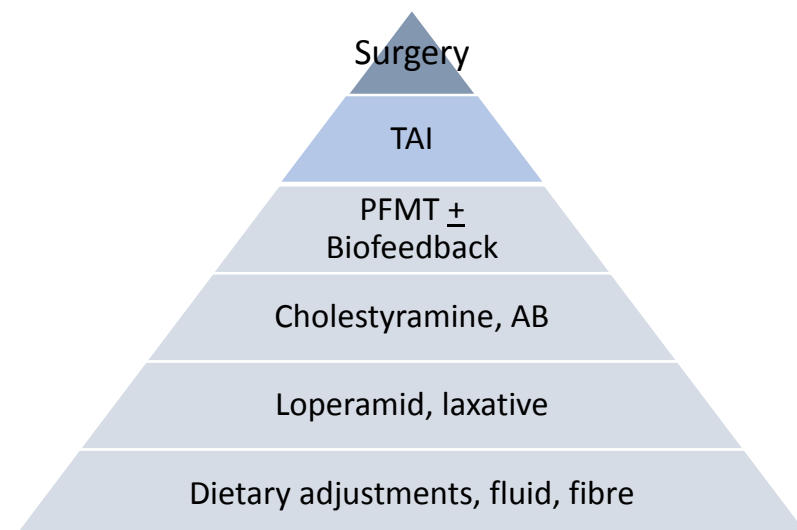 Surgery
TAI
PFMT ±
Biofeedback
Cholestyramine, AB
Loperamid, laxative
Dietary adjustments, fluid, fibre